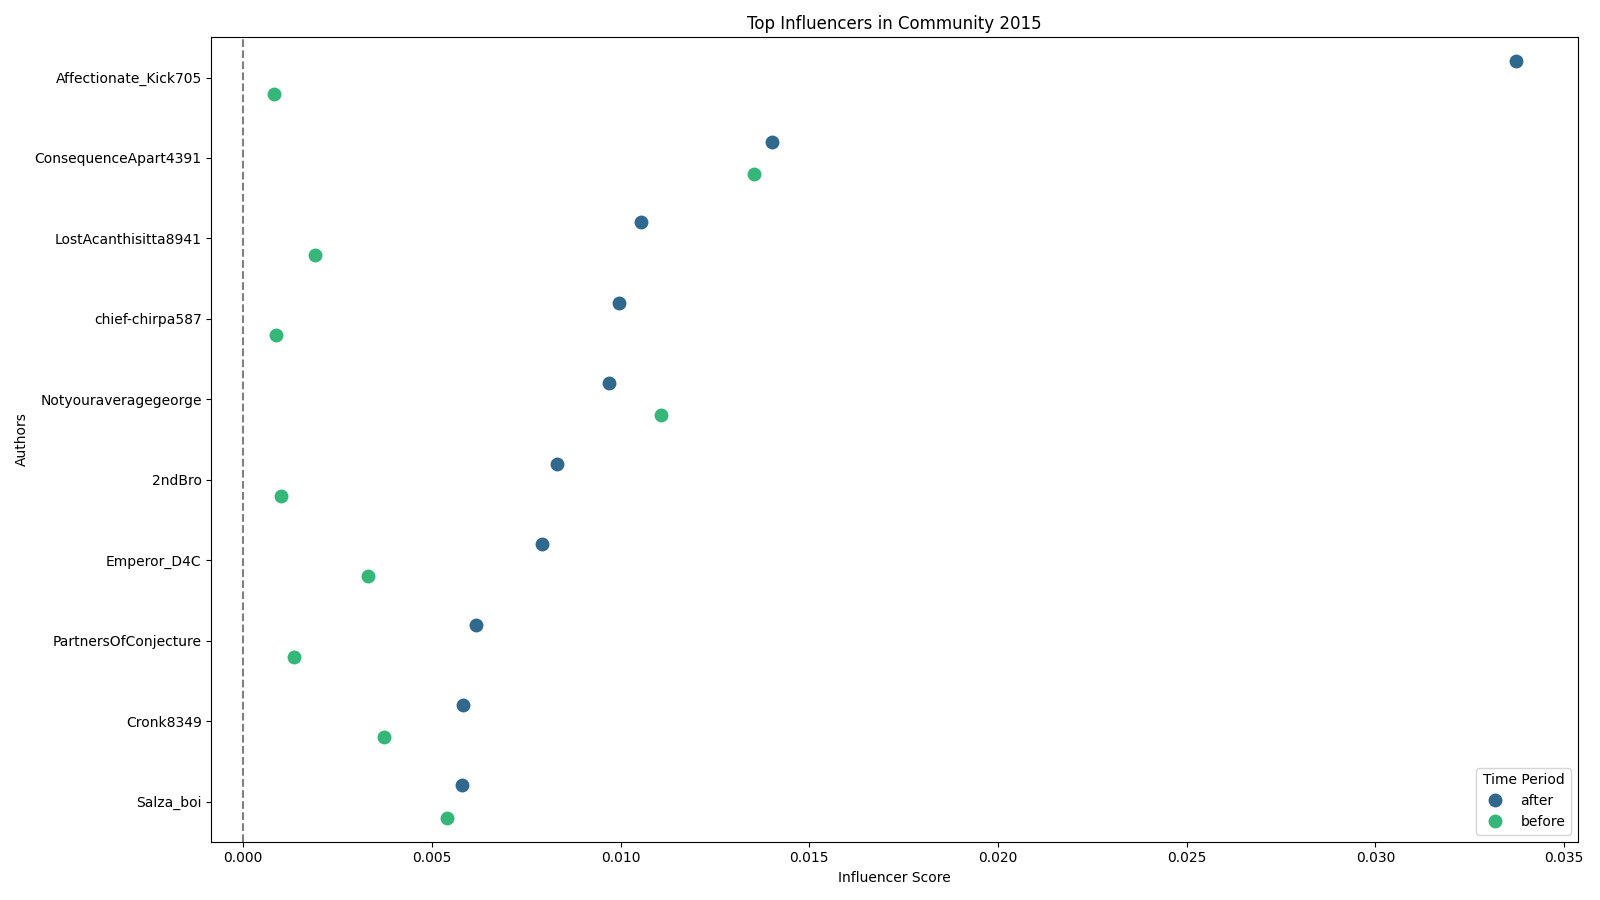 Top Influencers in Community 2015
Affectionate_Kick705
ConsequenceApart4391
LostAcanthisitta8941
chief-chirpa587
Notyouraveragegeorge
2ndBro
Emperor_D4C
PartnersOfConjecture
Cronk8349
Salza_boi
Authors
Time Period
after
before
0.000 0.005 0.010 0.015 0.020 0.025 0.030 0.035
Influencer Score